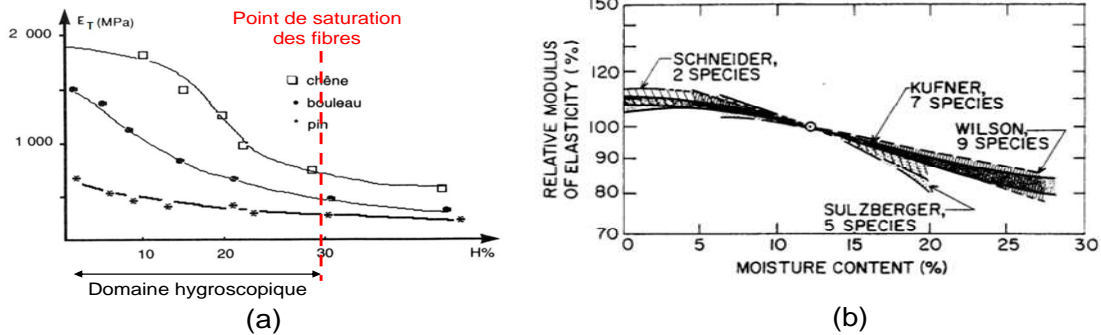 E_T (MPa)
Point de saturation
des fibres
2 000
1 000
chêne
bouleau
pin
10
20
30
H%
Domaine hygroscopique
(a)
RELATIVE MODULUS
OF ELASTICITY (%)
150
110
100
90
80
70
SCHNEIDER,
2 SPECIES
KUFNER,
7 SPECIES
WILSON,
9 SPECIES
SULZBERGER,
5 SPECIES
0
5
10
15
20
25
30
MOISTURE CONTENT (%)
(b)